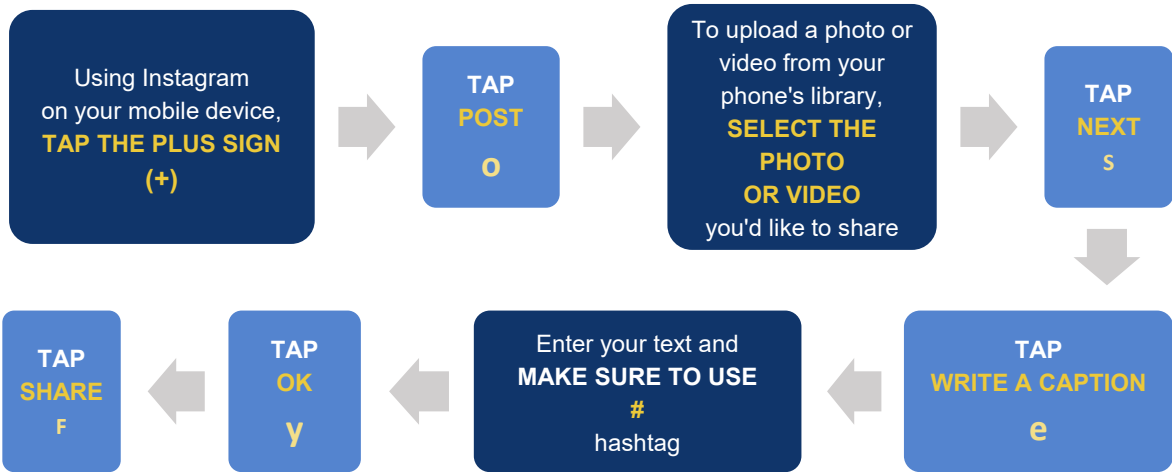 Using Instagram
on your mobile device,
TAP THE PLUS SIGN
(+)
TAP
POST
o
To upload a photo or
video from your
phone's library,
SELECT THE
PHOTO
OR VIDEO
you'd like to share
TAP
NEXT
s
TAP
WRITE A CAPTION
e
Enter your text and
MAKE SURE TO USE
#
hashtag
TAP
OK
y
TAP
SHARE
F